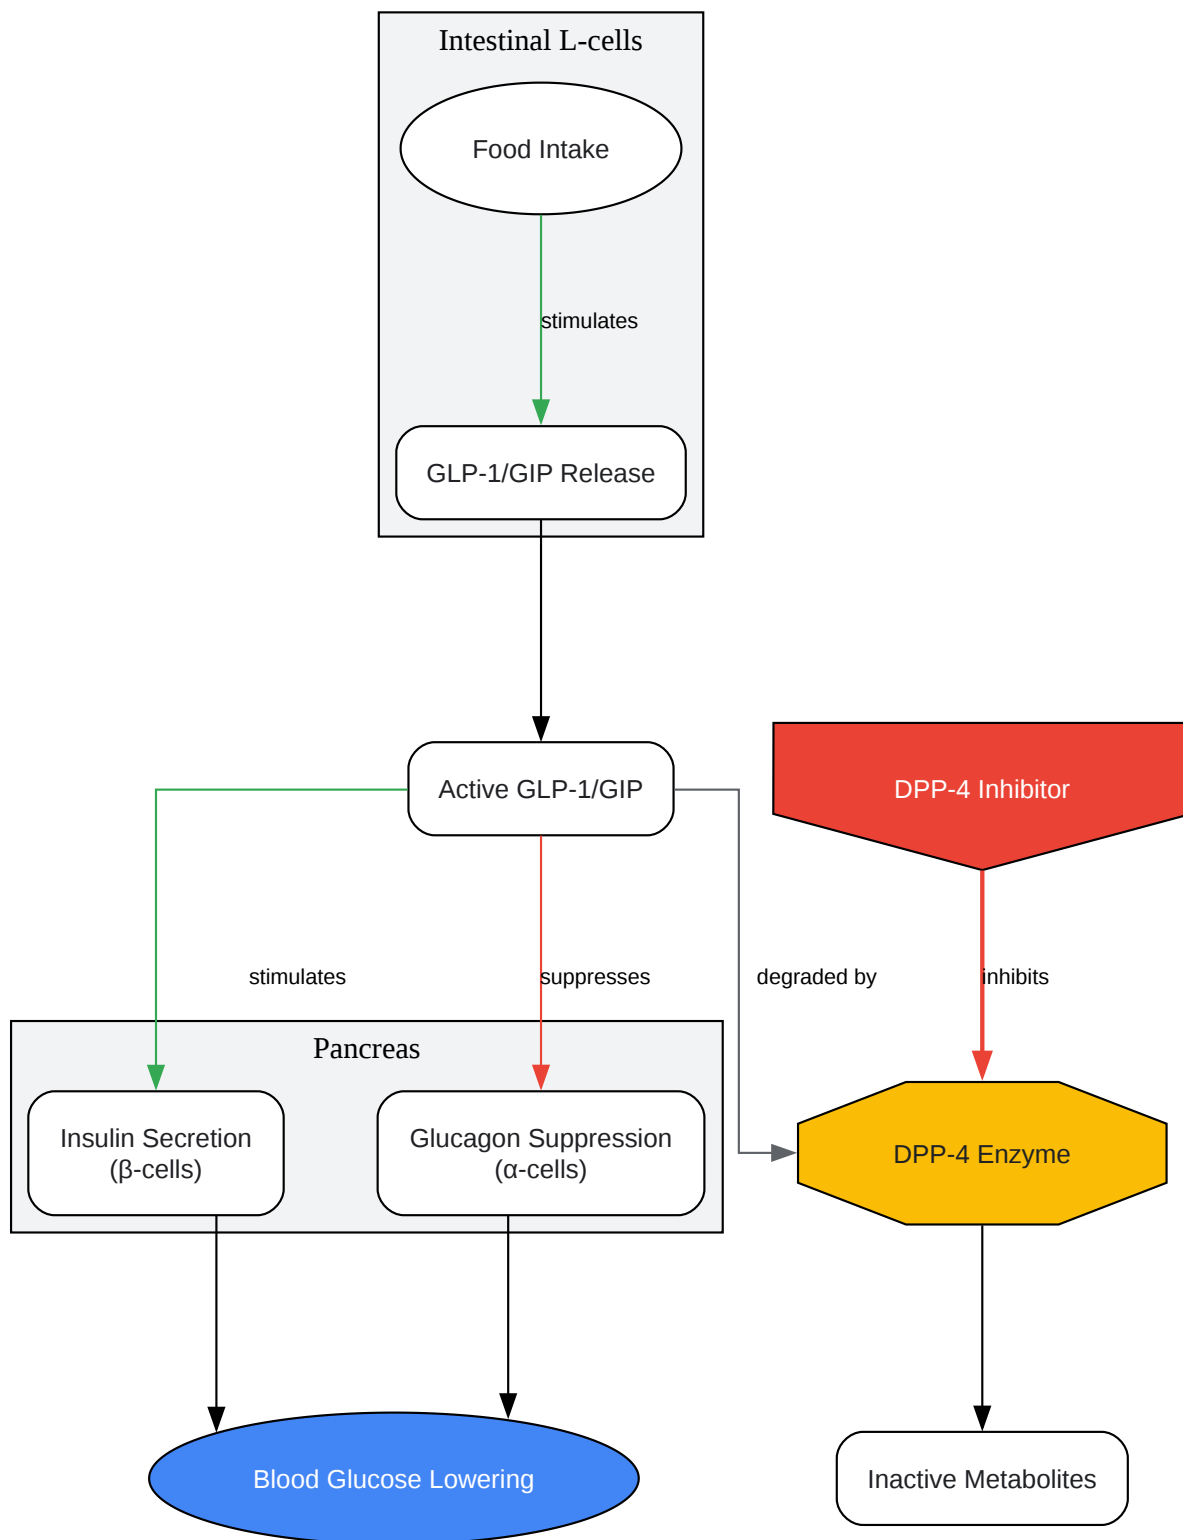 Intestinal L-cells
Food Intake
stimulates
GLP-1/GIP Release
Active GLP-1/GIP
DPP-4 Inhibitor
stimulates
suppresses
degraded by
inhibits
Pancreas
Insulin Secretion
(β-cells)
Glucagon Suppression
(α-cells)
DPP-4 Enzyme
Blood Glucose Lowering
Inactive Metabolites